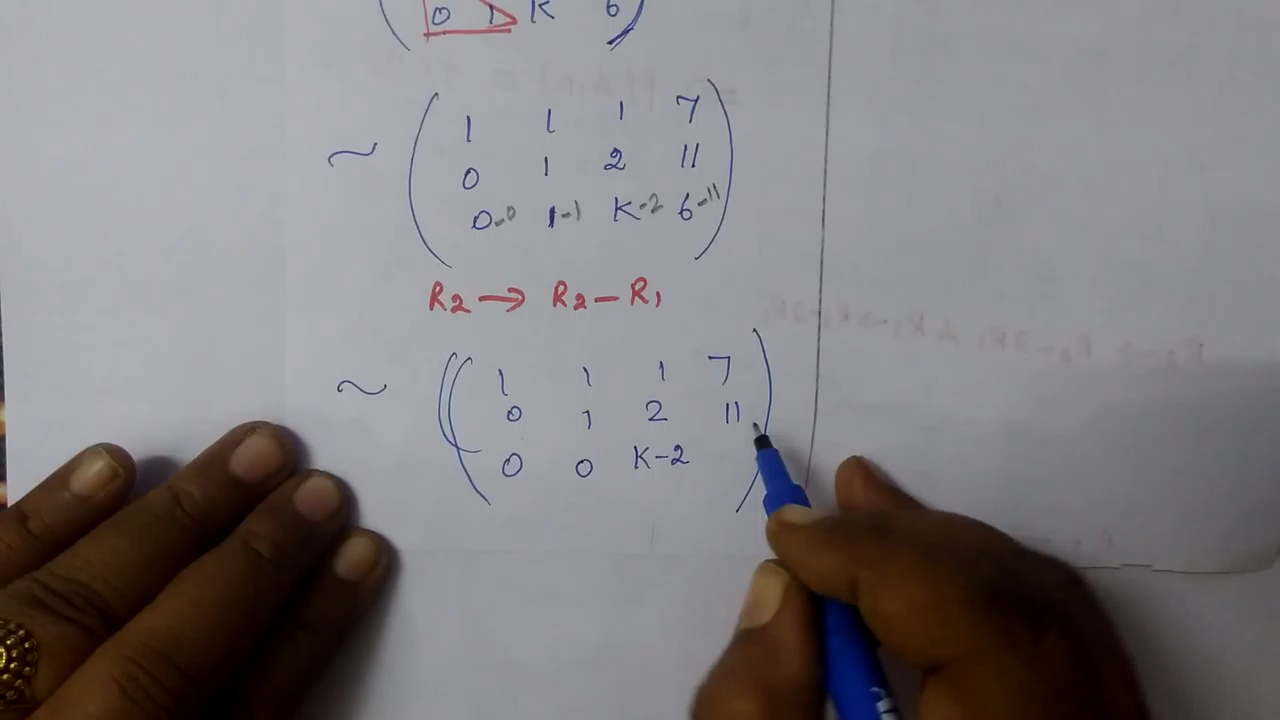 0 1 K 6
~ 1 1 1 7
0 1 2 11
0-0 1-1 K-2 6-11
R2 → R2 - R1
~ 1 1 1 7
0 1 2 11
0 0 K-2